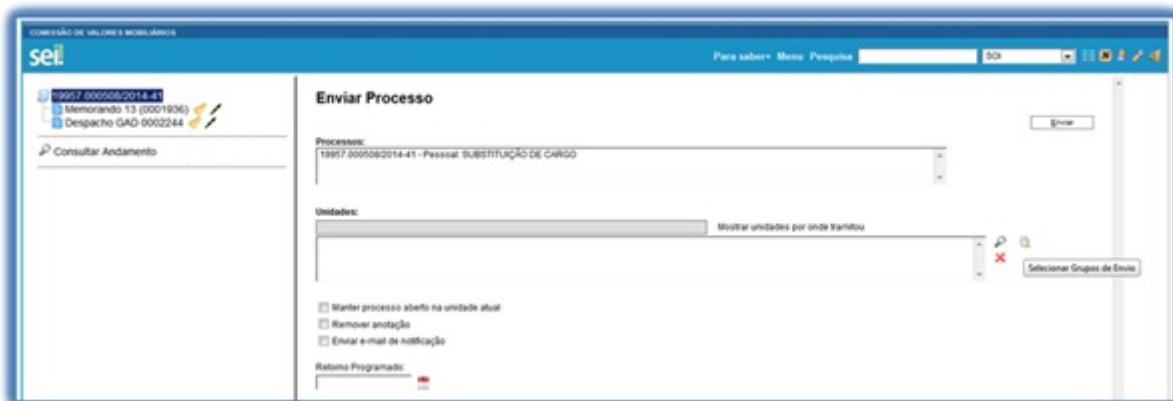 COMISSÃO DE VALORES MOBILIÁRIOS
sei!
Para saber+ Menu Pesquisa SOI
19957.000508/2014-41
Memorando 13 (0001936)
Despacho GAD 0002244
Consultar Andamento
Enviar Processo
Enviar
Processos:
19957.000508/2014-41 - Pessoal: SUBSTITUIÇÃO DE CARGO
Unidades:
Mostrar unidades por onde tramitou
Selecionar Grupos de Envio
Manter processo aberto na unidade atual
Remover anotação
Enviar e-mail de notificação
Retorno Programado: